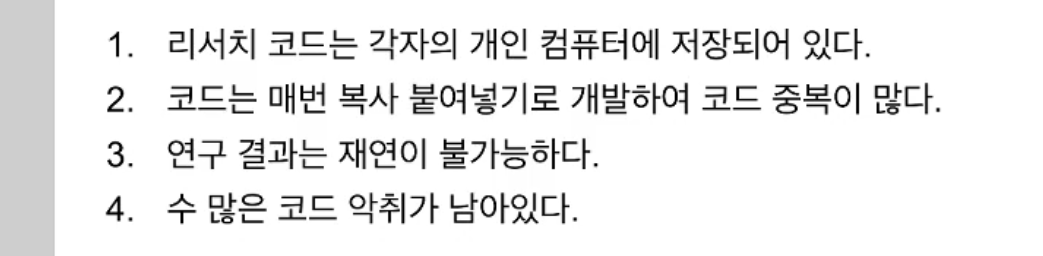 1. 리서치 코드는 각자의 개인 컴퓨터에 저장되어 있다.
2. 코드는 매번 복사 붙여넣기로 개발하여 코드 중복이 많다.
3. 연구 결과는 재연이 불가능하다.
4. 수 많은 코드 악취가 남아있다.